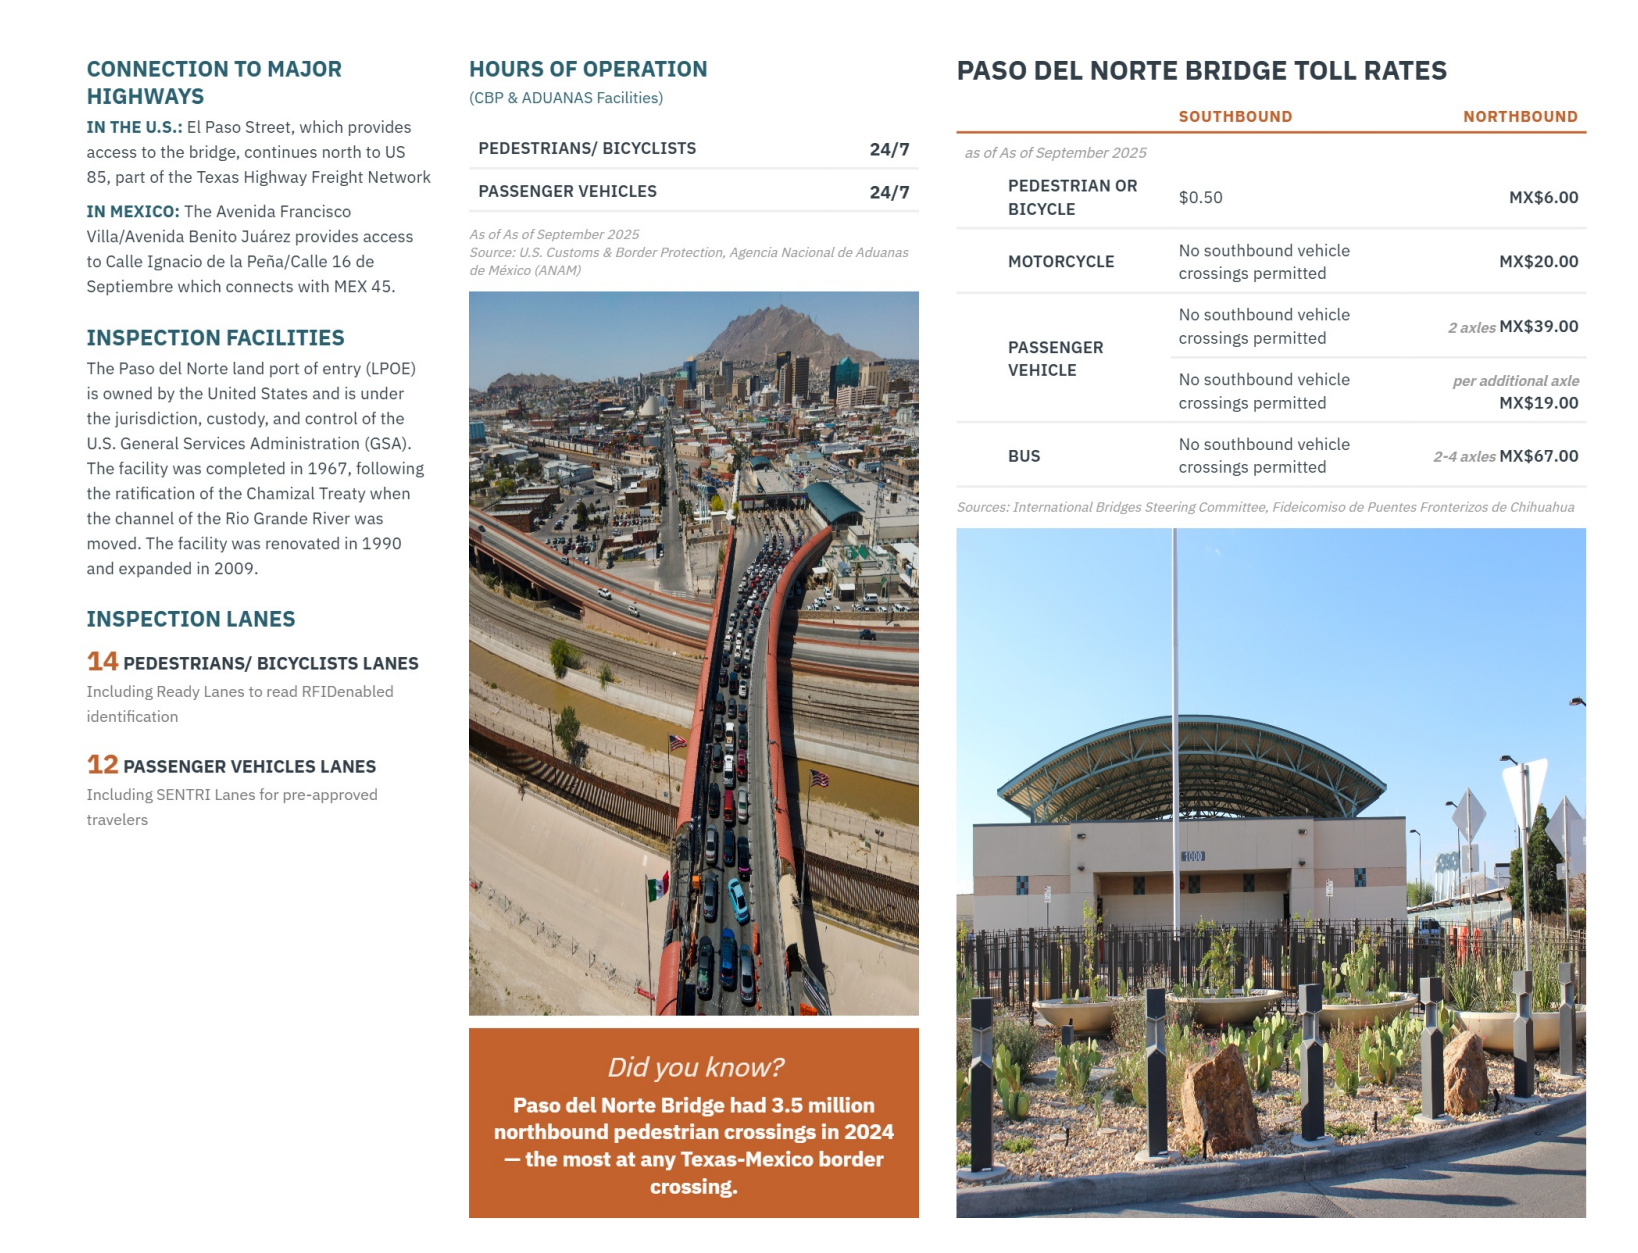 CONNECTION TO MAJOR
HIGHWAYS
IN THE U.S.: El Paso Street, which provides
access to the bridge, continues north to US
85, part of the Texas Highway Freight Network
IN MEXICO: The Avenida Francisco
Villa/Avenida Benito Juárez provides access
to Calle Ignacio de la Peña/Calle 16 de
Septiembre which connects with MEX 45.
INSPECTION FACILITIES
The Paso del Norte land port of entry (LPOE)
is owned by the United States and is under
the jurisdiction, custody, and control of the
U.S. General Services Administration (GSA).
The facility was completed in 1967, following
the ratification of the Chamizal Treaty when
the channel of the Rio Grande River was
moved. The facility was renovated in 1990
and expanded in 2009.
INSPECTION LANES
14 PEDESTRIANS/ BICYCLISTS LANES
Including Ready Lanes to read RFIDenabled
identification
12 PASSENGER VEHICLES LANES
Including SENTRI Lanes for pre-approved
travelers
HOURS OF OPERATION
(CBP & ADUANAS Facilities)
PEDESTRIANS/ BICYCLISTS 24/7
PASSENGER VEHICLES 24/7
As of As of September 2025
Source: U.S. Customs & Border Protection, Agencia Nacional de Aduanas
de México (ANAM)
Did you know?
Paso del Norte Bridge had 3.5 million
northbound pedestrian crossings in 2024
— the most at any Texas-Mexico border
crossing.
PASO DEL NORTE BRIDGE TOLL RATES
SOUTHBOUND NORTHBOUND
as of As of September 2025
PEDESTRIAN OR
BICYCLE $0.50 MX$6.00
MOTORCYCLE No southbound vehicle
crossings permitted MX$20.00
PASSENGER
VEHICLE
No southbound vehicle
crossings permitted 2 axles MX$39.00
No southbound vehicle
crossings permitted per additional axle
MX$19.00
BUS No southbound vehicle
crossings permitted 2-4 axles MX$67.00
Sources: International Bridges Steering Committee, Fideicomiso de Puentes Fronterizos de Chihuahua
1000